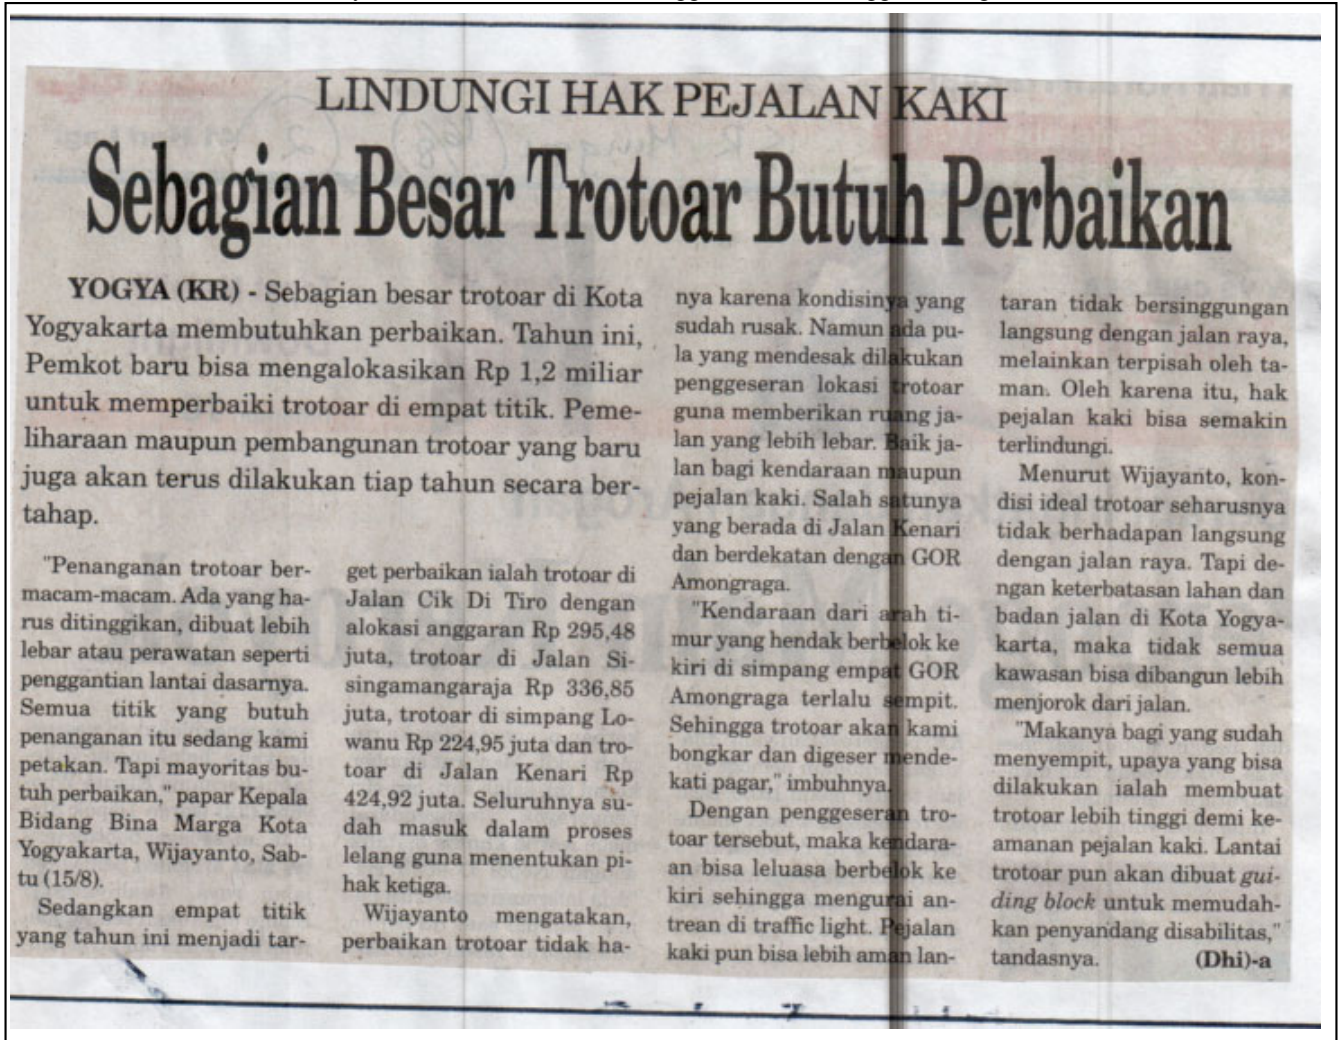 LINDUNGI HAK PEJALAN KAKI
Sebagian Besar Trotoar Butuh Perbaikan
YOGYA (KR) - Sebagian besar trotoar di Kota
Yogyakarta membutuhkan perbaikan. Tahun ini,
Pemkot baru bisa mengalokasikan Rp 1,2 miliar
untuk memperbaiki trotoar di empat titik. Peme-
liharaan maupun pembangunan trotoar yang baru
juga akan terus dilakukan tiap tahun secara ber-
tahap.
"Penanganan trotoar ber-
macam-macam. Ada yang ha-
rus ditinggikan, dibuat lebih
lebar atau perawatan seperti
penggantian lantai dasarnya.
Semua titik yang butuh
penanganan itu sedang kami
petakan. Tapi mayoritas bu-
tuh perbaikan," papar Kepala
Bidang Bina Marga Kota
Yogyakarta, Wijayanto, Sab-
tu (15/8).
Sedangkan empat titik
yang tahun ini menjadi tar-
get perbaikan ialah trotoar di
Jalan Cik Di Tiro dengan
alokasi anggaran Rp 295,48
juta, trotoar di Jalan Si-
singamangaraja Rp 336,85
juta, trotoar di simpang Lo-
wanu Rp 224,95 juta dan tro-
toar di Jalan Kenari Rp
424,92 juta. Seluruhnya su-
dah masuk dalam proses
lelang guna menentukan pi-
hak ketiga.
Wijayanto mengatakan,
perbaikan trotoar tidak ha-
nya karena kondisinya yang
sudah rusak. Namun ada pu-
la yang mendesak dilakukan
penggeseran lokasi trotoar
guna memberikan ruang ja-
lan yang lebih lebar. Baik ja-
lan bagi kendaraan maupun
pejalan kaki. Salah satunya
yang berada di Jalan Kenari
dan berdekatan dengan GOR
Amongraga.
"Kendaraan dari arah ti-
mur yang hendak berbelok ke
kiri di simpang empat GOR
Amongraga terlalu sempit.
Sehingga trotoar akan kami
bongkar dan digeser mende-
kati pagar," imbuhnya.
Dengan penggeseran tro-
toar tersebut, maka kendara-
an bisa leluasa berbelok ke
kiri sehingga mengurai an-
trean di traffic light. Pejalan
kaki pun bisa lebih aman lan-
taran tidak bersinggungan
langsung dengan jalan raya,
melainkan terpisah oleh ta-
man. Oleh karena itu, hak
pejalan kaki bisa semakin
terlindungi.
Menurut Wijayanto, kon-
disi ideal trotoar seharusnya
tidak berhadapan langsung
dengan jalan raya. Tapi de-
ngan keterbatasan lahan dan
badan jalan di Kota Yogya-
karta, maka tidak semua
kawasan bisa dibangun lebih
menjorok dari jalan.
"Makanya bagi yang sudah
menyempit, upaya yang bisa
dilakukan ialah membuat
trotoar lebih tinggi demi ke-
amanan pejalan kaki. Lantai
trotoar pun akan dibuat gui-
ding block untuk memudah-
kan penyandang disabilitas,"
tandasnya. (Dhi)-a